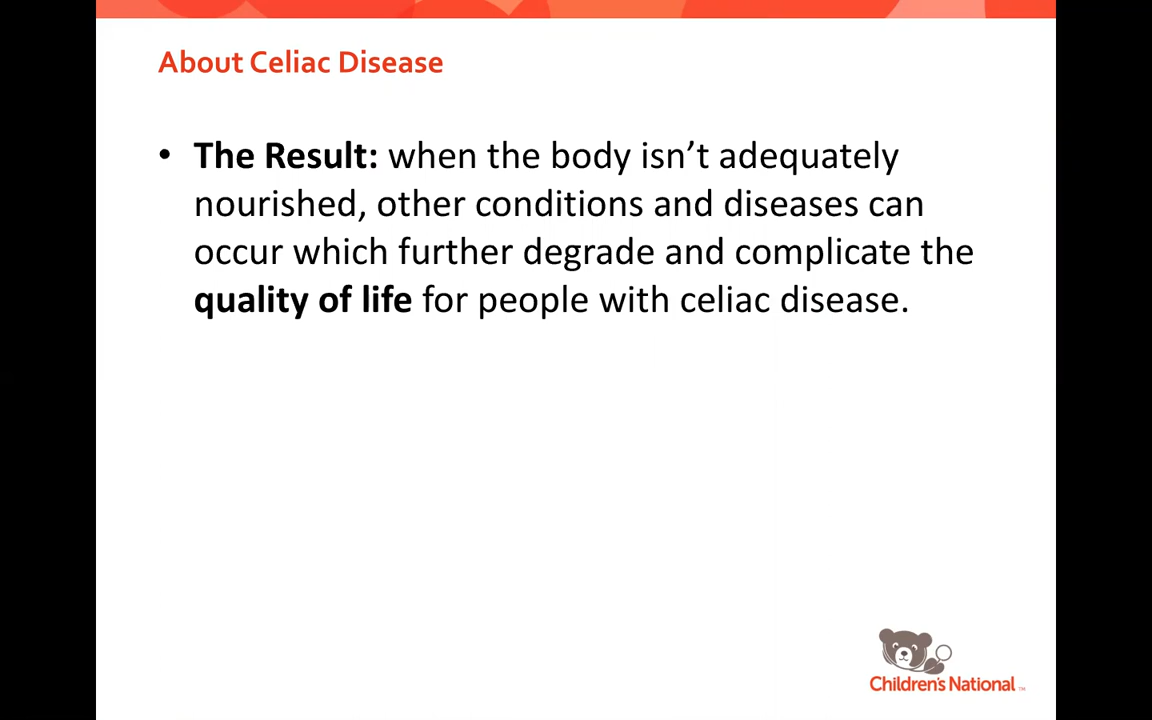 About Celiac Disease
• The Result: when the body isn’t adequately
nourished, other conditions and diseases can
occur which further degrade and complicate the
quality of life for people with celiac disease.
Children's National ™